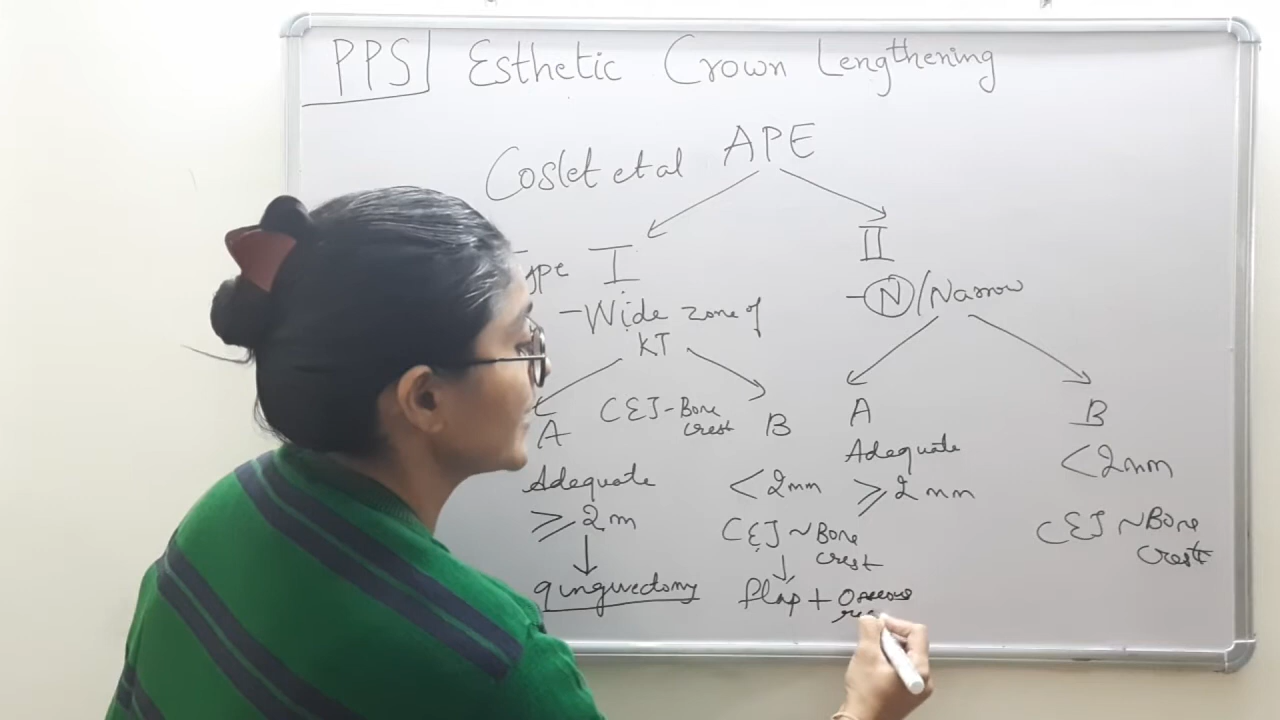 PPS Esthetic Crown Lengthening
APE
Coslet et al
ype I
II
- Wide zone of
KT
- N/Narrow
CEJ - Bone
crest
A
B
A
B
Adequate
≥ 2m
gingivectomy
< 2mm
CEJ ~ Bone
crest
flap + Osseous
Adequate
≥ 2mm
< 2mm
CEJ ~ Bone
crest